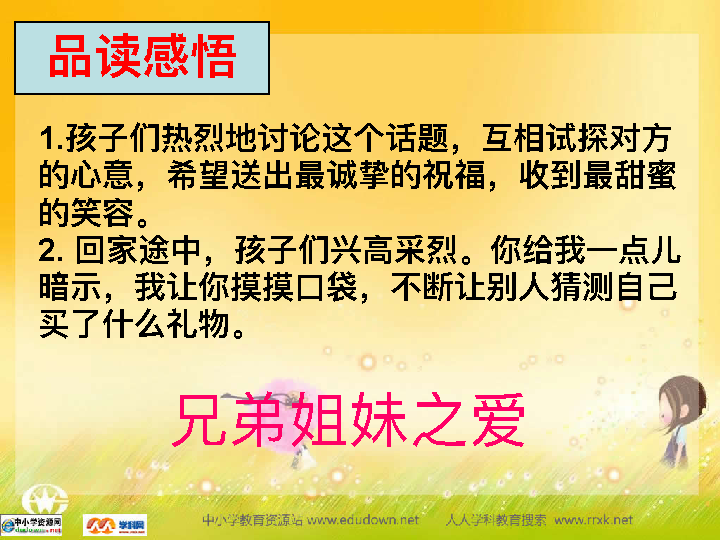 品读感悟
1.孩子们热烈地讨论这个话题，互相试探对方
的心意，希望送出最诚挚的祝福，收到最甜蜜
的笑容。
2. 回家途中，孩子们兴高采烈。你给我一点儿
暗示，我让你摸摸口袋，不断让别人猜测自己
买了什么礼物。
兄弟姐妹之爱
中小学资源网
学科网
中小学教育资源站 www.edudown.net 人人学科教育搜索 www.rrxk.net